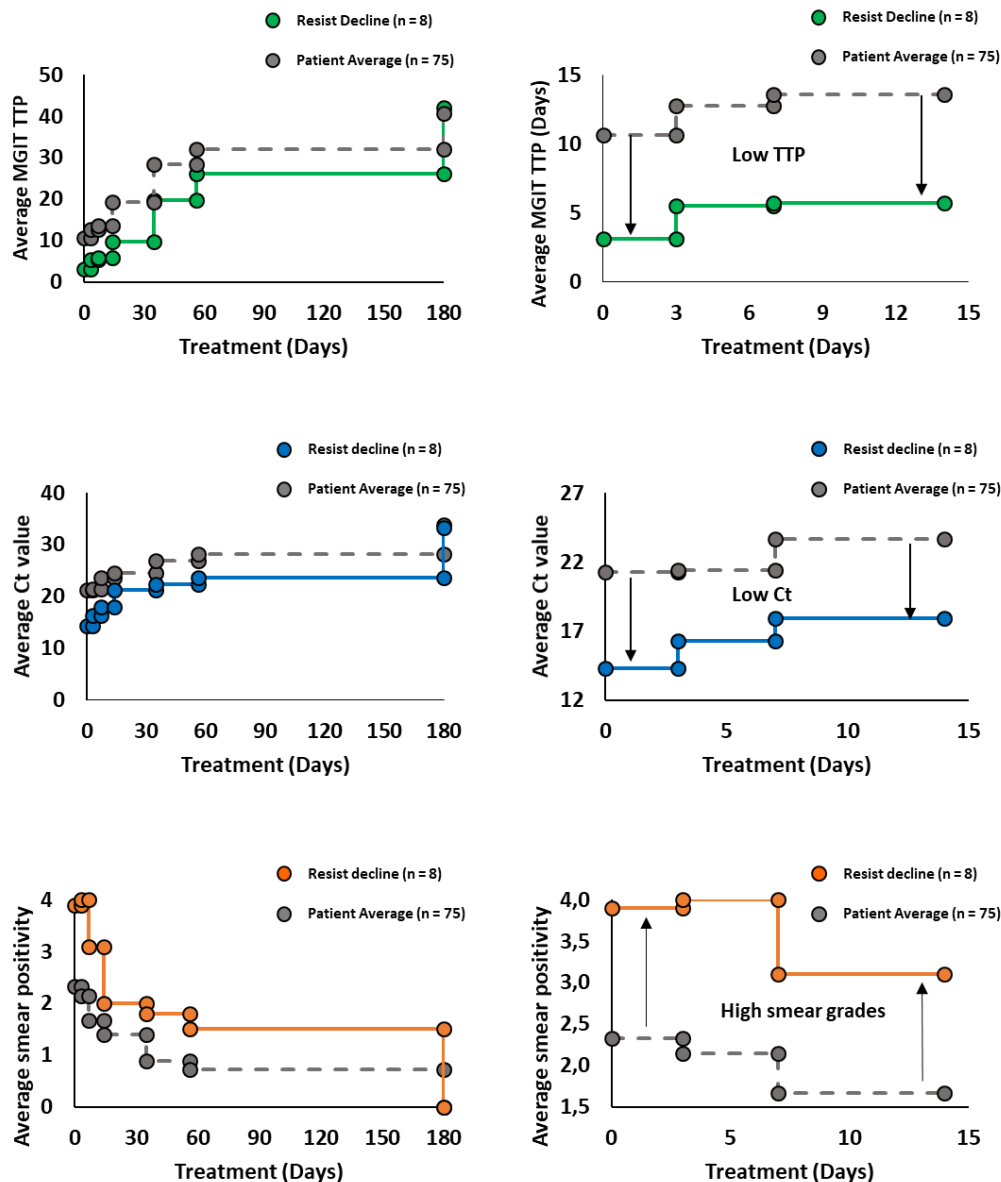 Resist Decline (n = 8)
Patient Average (n = 75)
Average MGIT TTP
50
40
30
20
10
0
0 30 60 90 120 150 180
Treatment (Days)
Resist Decline (n = 8)
Patient Average (n = 75)
Average MGIT TTP (Days)
15
10
5
0
Low TTP
0 3 6 9 12 15
Treatment (Days)
Resist decline (n = 8)
Patient Average (n = 75)
Average Ct value
40
30
20
10
0
0 30 60 90 120 150 180
Treatment (Days)
Resist decline (n = 8)
Patient Average (n = 75)
Average Ct value
27
22
17
12
Low Ct
0 5 10 15
Treatment (Days)
Resist decline (n = 8)
Patient Average (n = 75)
Average smear positivity
4
3
2
1
0
0 30 60 90 120 150 180
Treatment (Days)
Resist decline (n = 8)
Patient Average (n = 75)
Average smear positivity
4,0
3,5
3,0
2,5
2,0
1,5
High smear grades
0 5 10 15
Treatment (Days)